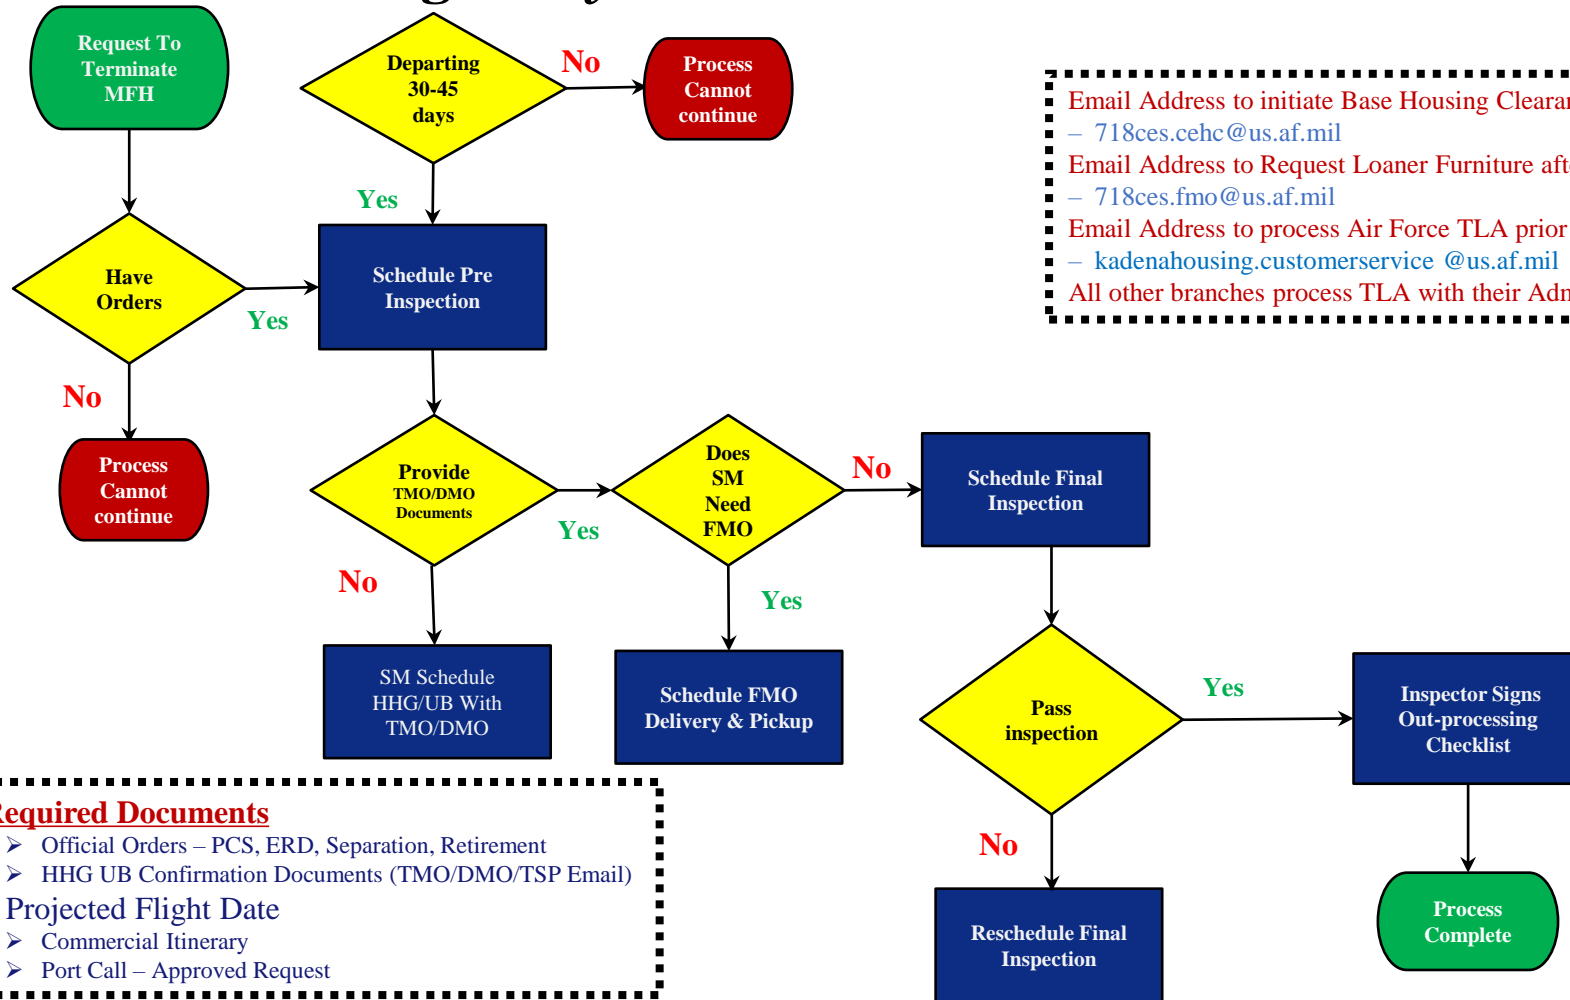 Request To
Terminate
MFH
Departing
30-45
days
No
Process
Cannot
continue
Yes
Have
Orders
Yes
Schedule Pre
Inspection
No
Process
Cannot
continue
Email Address to initiate Base Housing
– 718ces.cehc@us.af.mil
Email Address to Request Loaner Furniture
– 718ces.fmo@us.af.mil
Email Address to process Air Force TLA prior
– kadenahousing.customerservice @us.af.mil
All other branches process TLA with their
Provide
TMO/DMO
Documents
Yes
Does
SM
Need
FMO
No
Schedule Final
Inspection
No
SM Schedule
HHG/UB With
TMO/DMO
Yes
Schedule FMO
Delivery & Pickup
Pass
inspection
Yes
Inspector Signs
Out-processing
Checklist
No
Reschedule Final
Inspection
Process
Complete
Required Documents
➢ Official Orders – PCS, ERD, Separation, Retirement
➢ HHG UB Confirmation Documents (TMO/DMO/TSP Email)
Projected Flight Date
➢ Commercial Itinerary
➢ Port Call – Approved Request